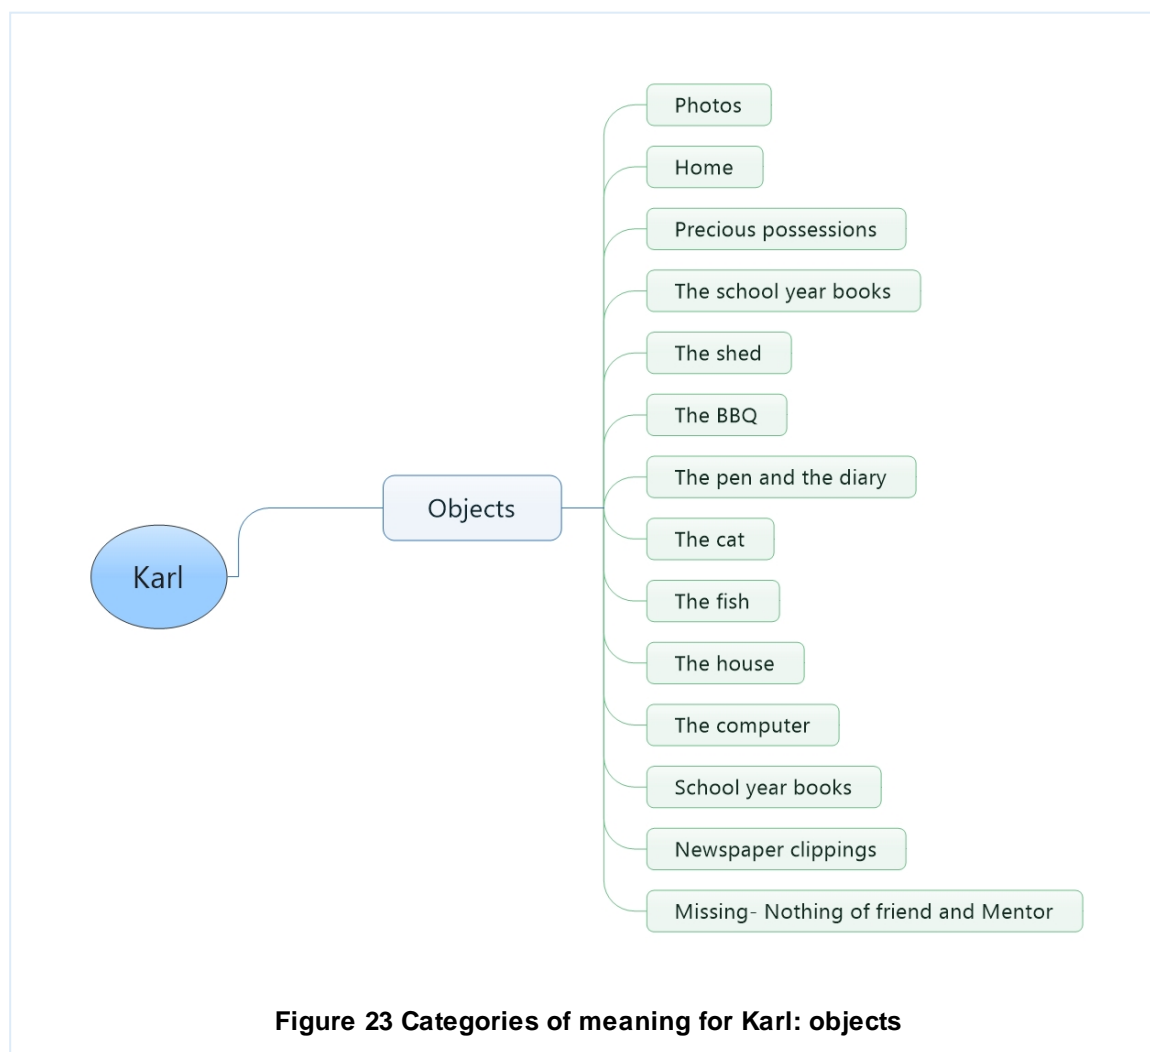 Photos
Home
Precious possessions
The school year books
The shed
The BBQ
The pen and the diary
Objects
The cat
Karl
The fish
The house
The computer
School year books
Newspaper clippings
Missing- Nothing of friend and Mentor
Figure 23 Categories of meaning for Karl: objects